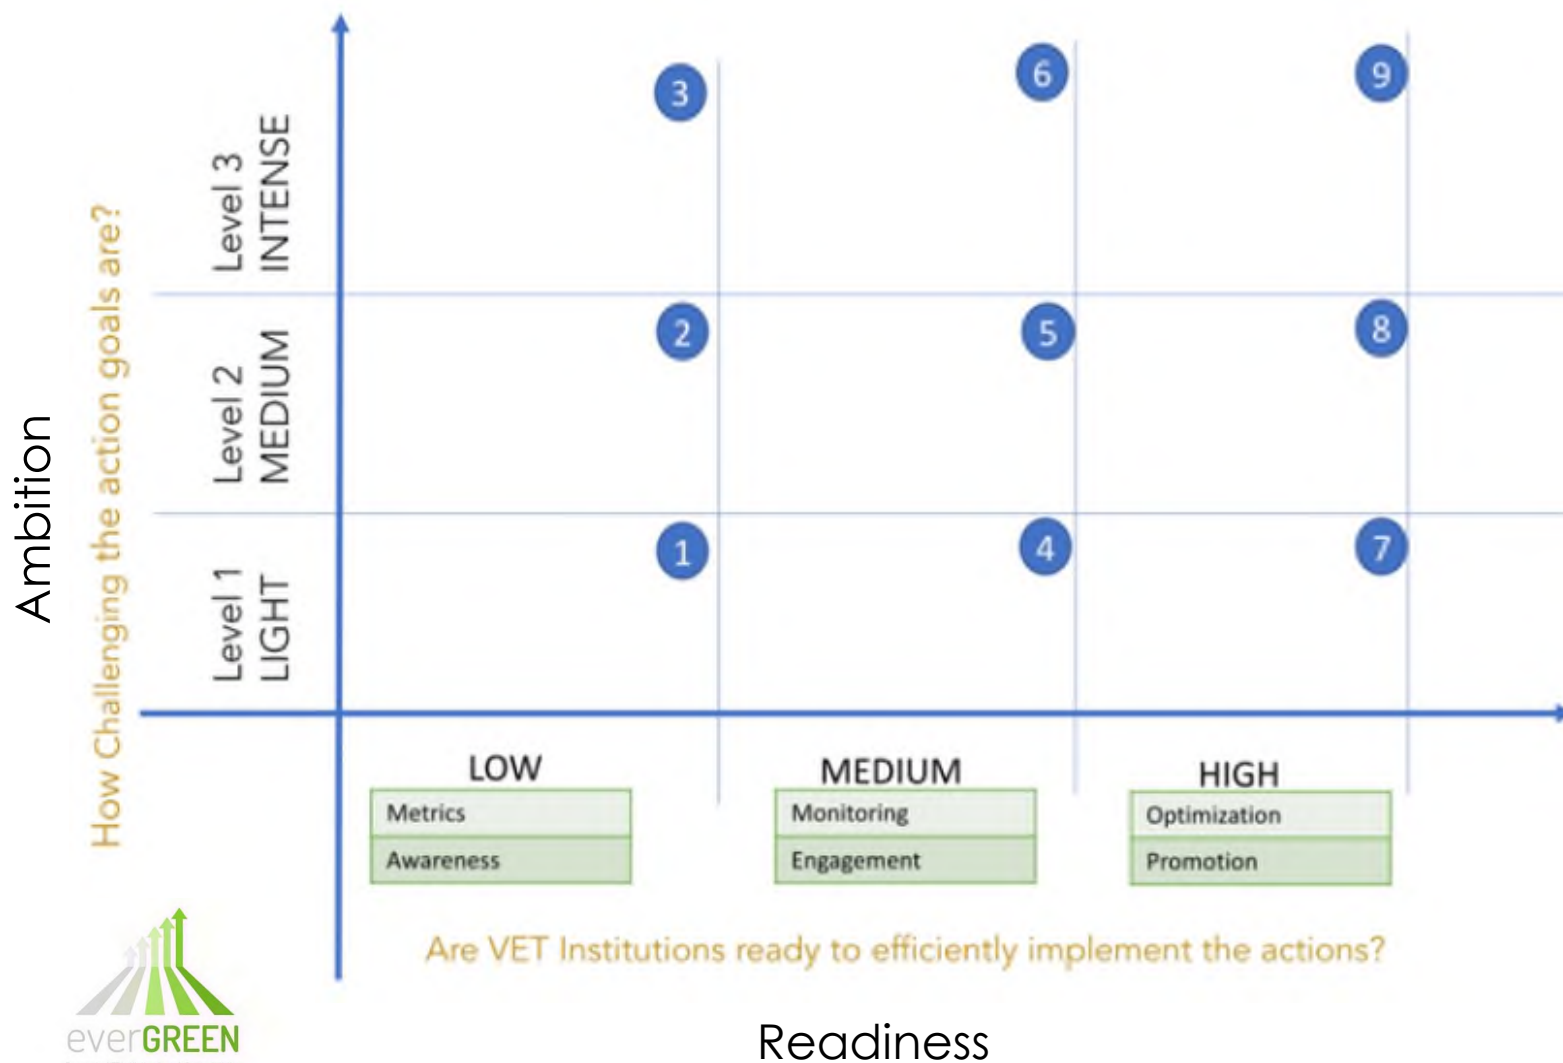 Ambition
How Challenging the action goals are?
Level 3
INTENSE
Level 2
MEDIUM
Level 1
LIGHT
3
6
9
2
5
8
1
4
7
LOW
MEDIUM
HIGH
Metrics
Monitoring
Optimization
Awareness
Engagement
Promotion
Are VET Institutions ready to efficiently implement the actions?
everGREEN
Readiness